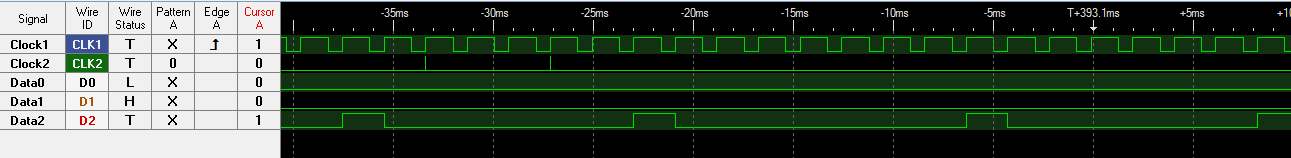 Signal Wire ID Wire Status Pattern A Edge A Cursor A -35ms -30ms -25ms -20ms -15ms -10ms -5ms T+393.1ms +5ms +10
Clock1 CLK1 T X 1
Clock2 CLK2 T 0 0
Data0 D0 L X 0
Data1 D1 H X 0
Data2 D2 T X 1